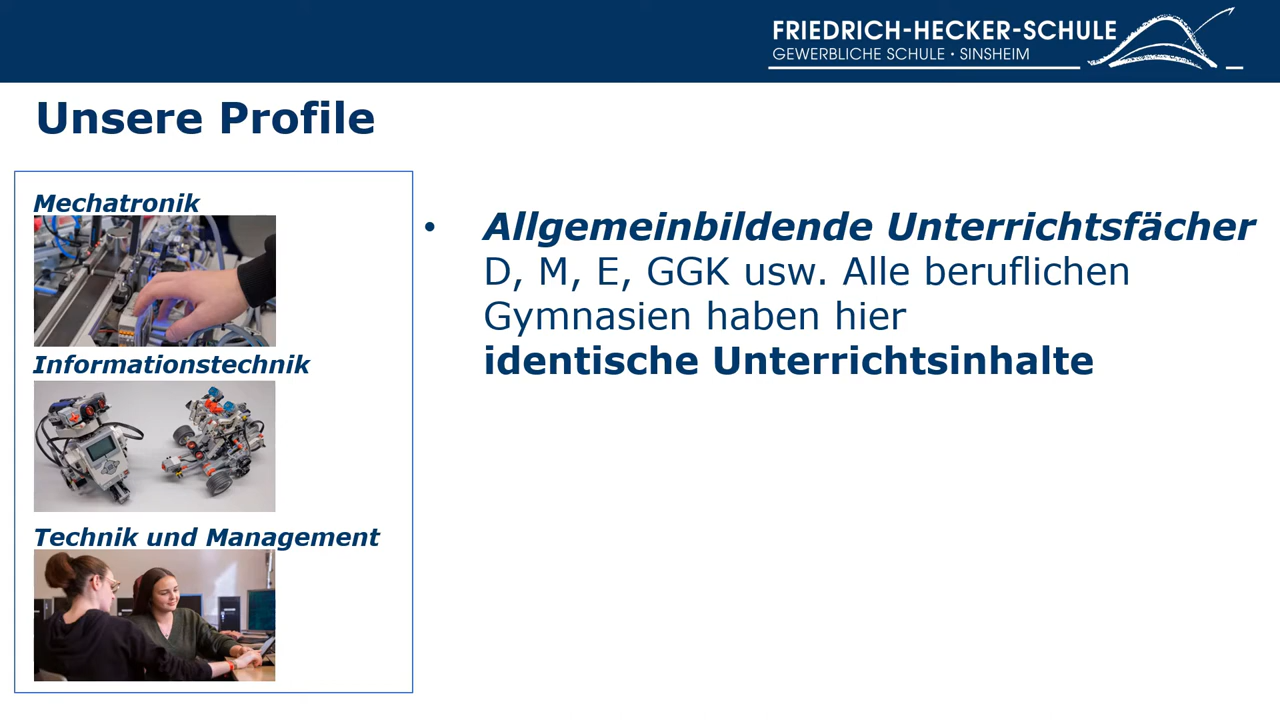 FRIEDRICH-HECKER-SCHULE
GEWERBLICHE SCHULE • SINSHEIM
Unsere Profile
Mechatronik
Informationstechnik
Technik und Management
• Allgemeinbildende Unterrichtsfächer
D, M, E, GGK usw. Alle beruflichen
Gymnasien haben hier
identische Unterrichtsinhalte